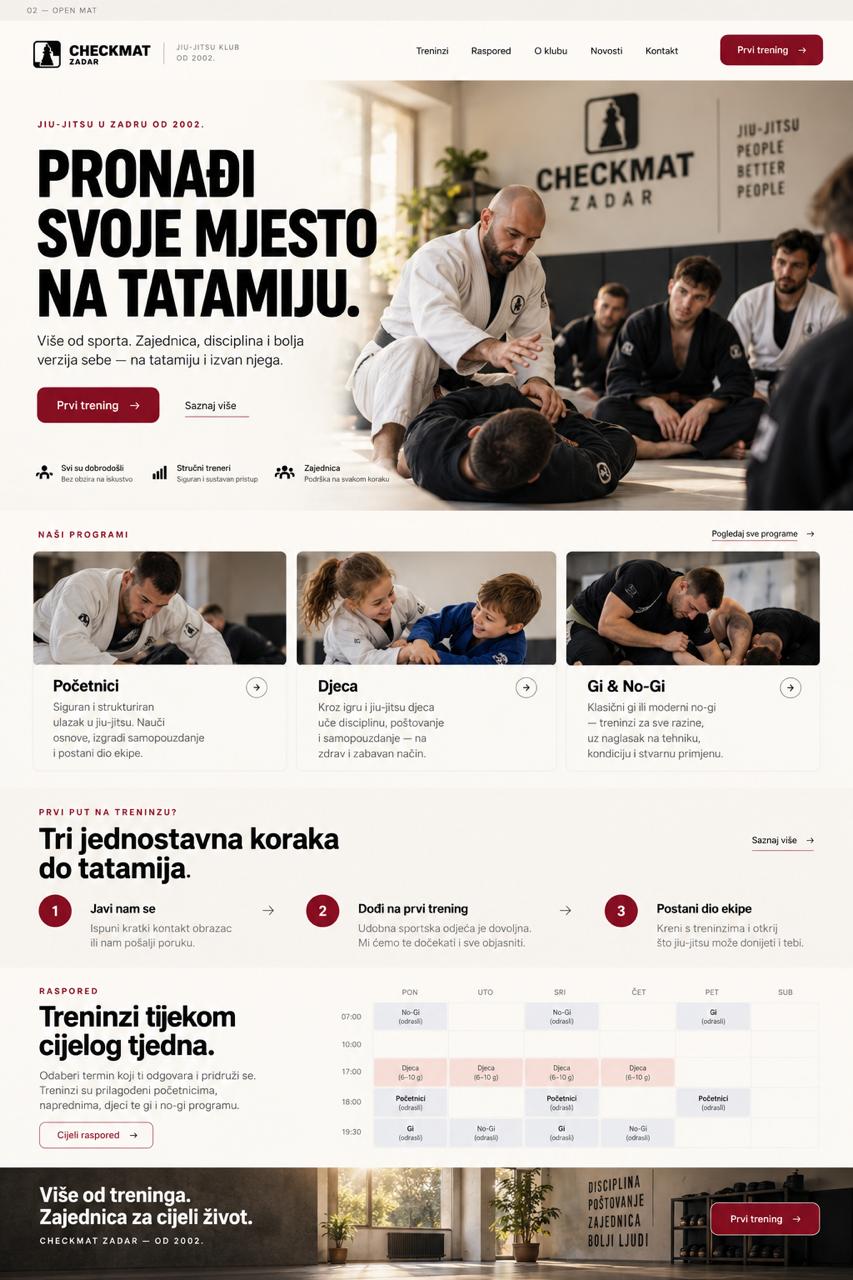 02 — OPEN MAT
CHECKMAT
ZADAR
JIU-JITSU KLUB
OD 2002.
Treninzi
Raspored
O klubu
Novosti
Kontakt
Prvi trening →
JIU-JITSU U ZADRU OD 2002.
PRONAĐI
SVOJE MJESTO
NA TATAMIJU.
Više od sporta. Zajednica, disciplina i bolja
verzija sebe — na tatamiju i izvan njega.
Prvi trening →
Saznaj više
Svi su dobrodošli
Bez obzira na iskustvo
Stručni treneri
Siguran i sustavan pristup
Zajednica
Podrška na svakom koraku
CHECKMAT
ZADAR
JIU-JITSU
PEOPLE
BETTER
PEOPLE
NAŠI PROGRAMI
Pogledaj sve programe →
Početnici
Siguran i strukturiran
ulazak u jiu-jitsu. Nauči
osnove, izgradi samopouzdanje
i postani dio ekipe.
Djeca
Kroz igru i jiu-jitsu djeca
uče disciplinu, poštovanje
i samopouzdanje — na
zdrav i zabavan način.
Gi & No-Gi
Klasični gi ili moderni no-gi
— treninzi za sve razine,
uz naglasak na tehniku,
kondiciju i stvarnu primjenu.
PRVI PUT NA TRENINZU?
Tri jednostavna koraka
do tatamija.
Saznaj više →
1
Javi nam se
Ispuni kratki kontakt obrazac
ili nam pošalji poruku.
→
2
Dođi na prvi trening
Udobna sportska odjeća je dovoljna.
Mi ćemo te dočekati i sve objasniti.
→
3
Postani dio ekipe
Kreni s treninzima i otkrij
što jiu-jitsu može donijeti i tebi.
RASPORED
Treninzi tijekom
cijelog tjedna.
Odaberi termin koji ti odgovara i pridruži se.
Treninzi su prilagođeni početnicima,
naprednima, djeci te gi i no-gi programu.
Cijeli raspored →
PON UTO SRI ČET PET SUB
07:00
No-Gi
(odrasli)
No-Gi
(odrasli)
Gi
(odrasli)
10:00
17:00
Djeca
(6–10 g)
Djeca
(6–10 g)
Djeca
(6–10 g)
Djeca
(6–10 g)
18:00
Početnici
(odrasli)
Početnici
(odrasli)
Početnici
(odrasli)
19:30
Gi
(odrasli)
No-Gi
(odrasli)
Gi
(odrasli)
No-Gi
(odrasli)
Više od treninga.
Zajednica za cijeli život.
CHECKMAT ZADAR — OD 2002.
DISCIPLINA
POŠTOVANJE
ZAJEDNICA
BOLJI LJUDI
Prvi trening →